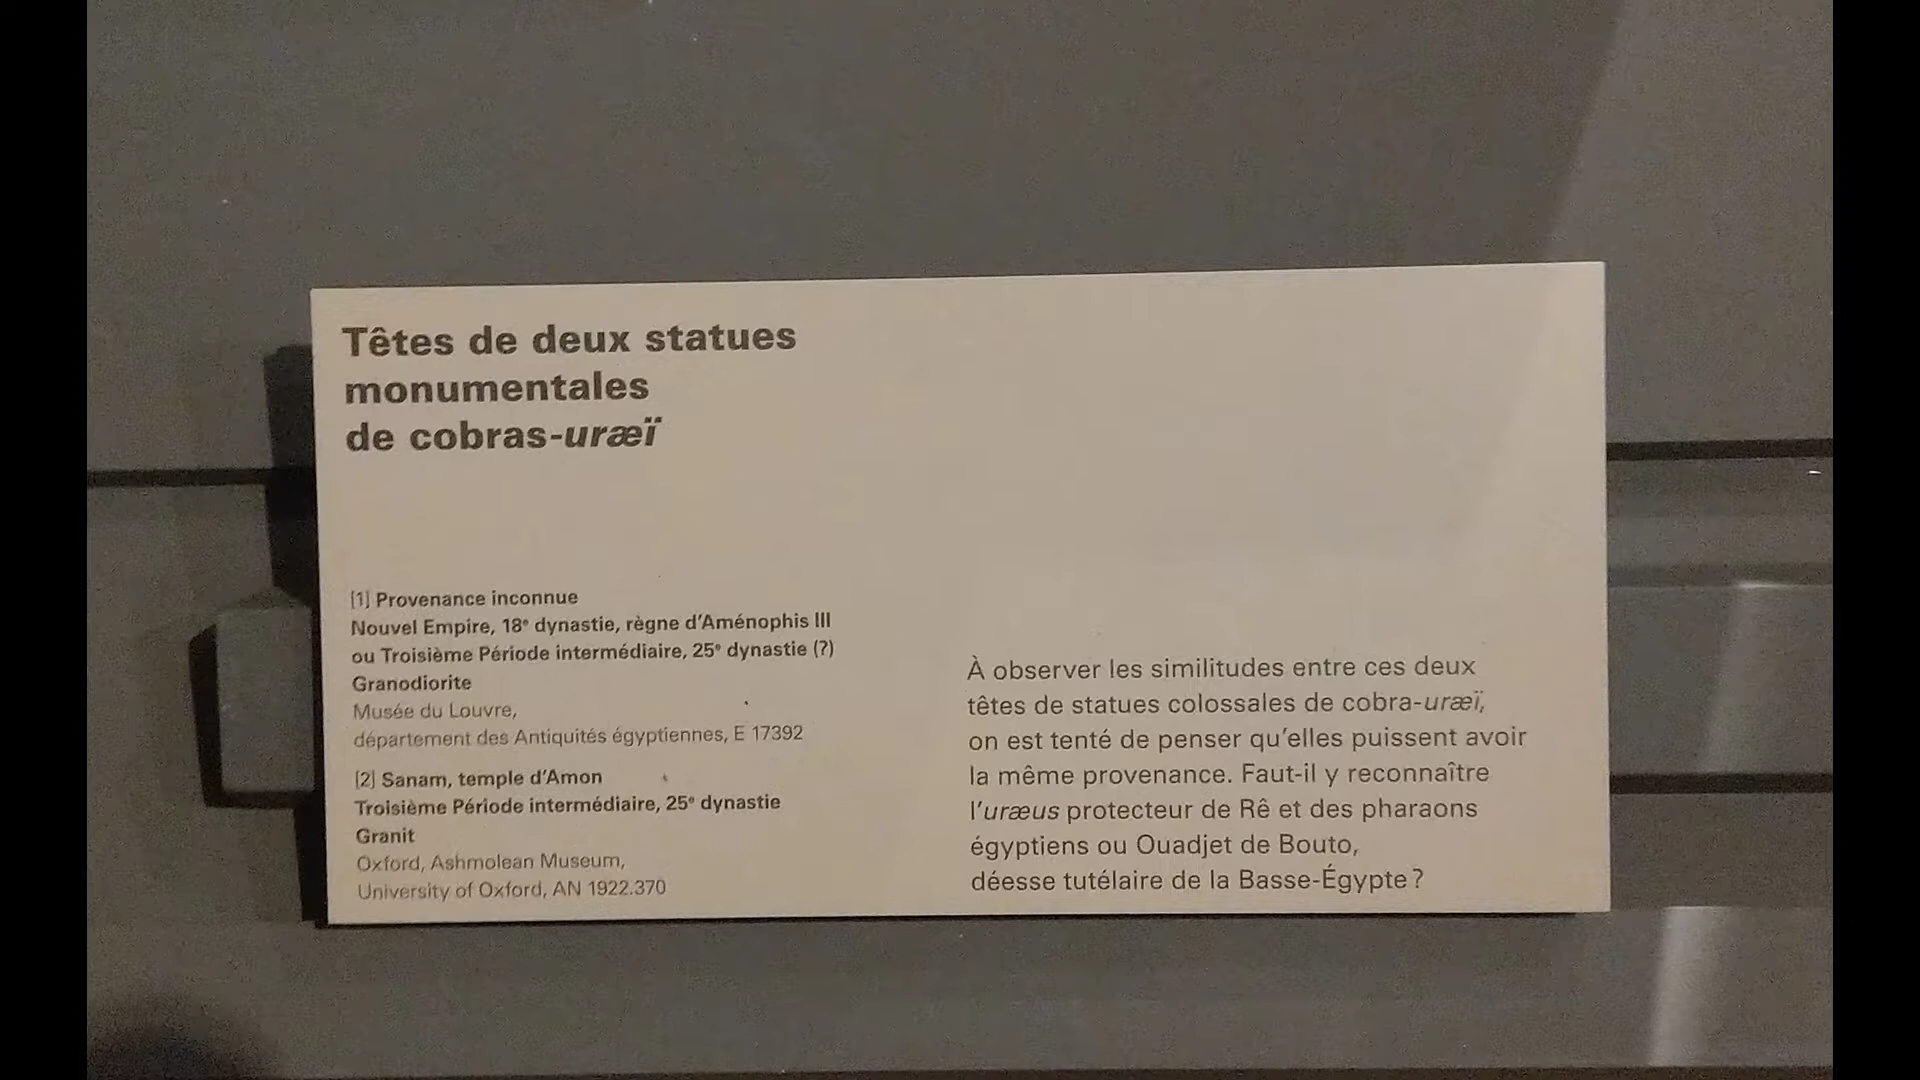 Têtes de deux statues
monumentales
de cobras-uræï
[1] Provenance inconnue
Nouvel Empire, 18e dynastie, règne d'Aménophis III
ou Troisième Période intermédiaire, 25e dynastie (?)
Granodiorite
Musée du Louvre,
département des Antiquités égyptiennes, E 17392
[2] Sanam, temple d'Amon
Troisième Période intermédiaire, 25e dynastie
Granit
Oxford, Ashmolean Museum,
University of Oxford, AN 1922.370
À observer les similitudes entre ces deux
têtes de statues colossales de cobra-uræï,
on est tenté de penser qu'elles puissent avoir
la même provenance. Faut-il y reconnaître
l'uræus protecteur de Rê et des pharaons
égyptiens ou Ouadjet de Bouto,
déesse tutélaire de la Basse-Égypte ?